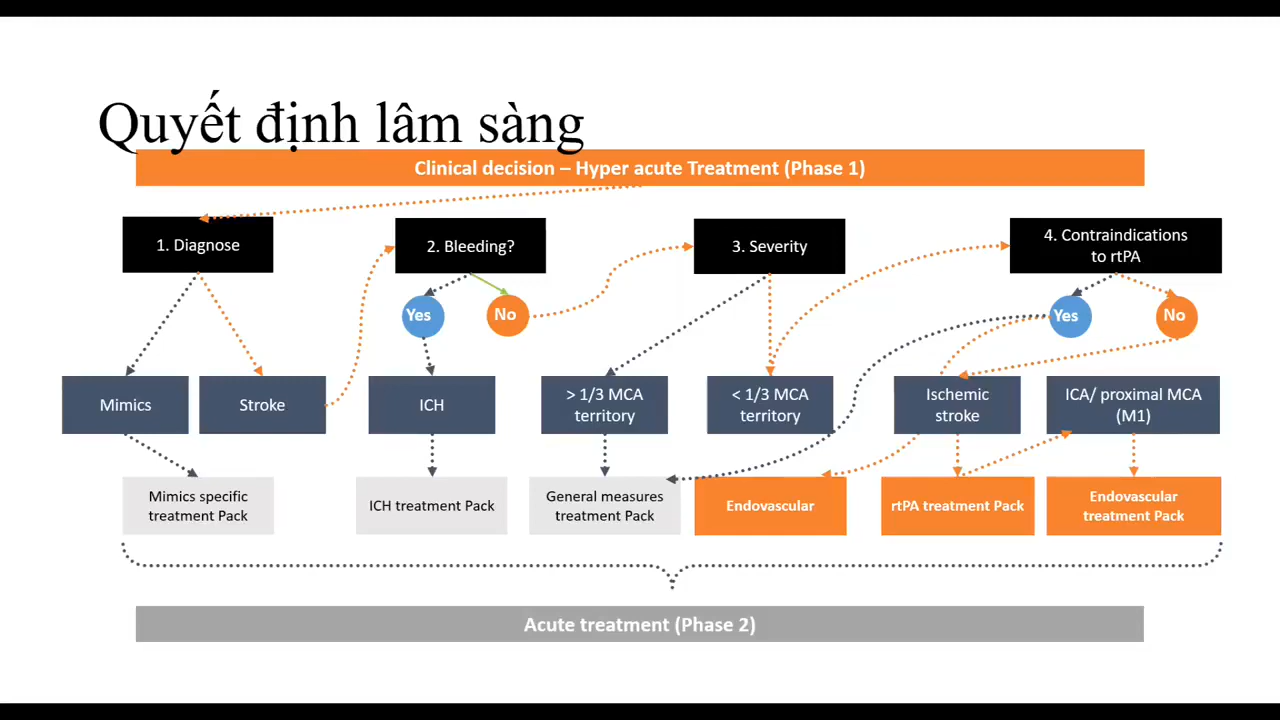 Quyết định lâm sàng
Clinical decision – Hyper acute Treatment (Phase 1)
1. Diagnose
2. Bleeding?
3. Severity
4. Contraindications
to rtPA
Yes
No
Yes
No
Mimics
Stroke
ICH
> 1/3 MCA
territory
< 1/3 MCA
territory
Ischemic
stroke
ICA/ proximal MCA
(M1)
Mimics specific
treatment Pack
ICH treatment Pack
General measures
treatment Pack
Endovascular
rtPA treatment Pack
Endovascular
treatment Pack
Acute treatment (Phase 2)